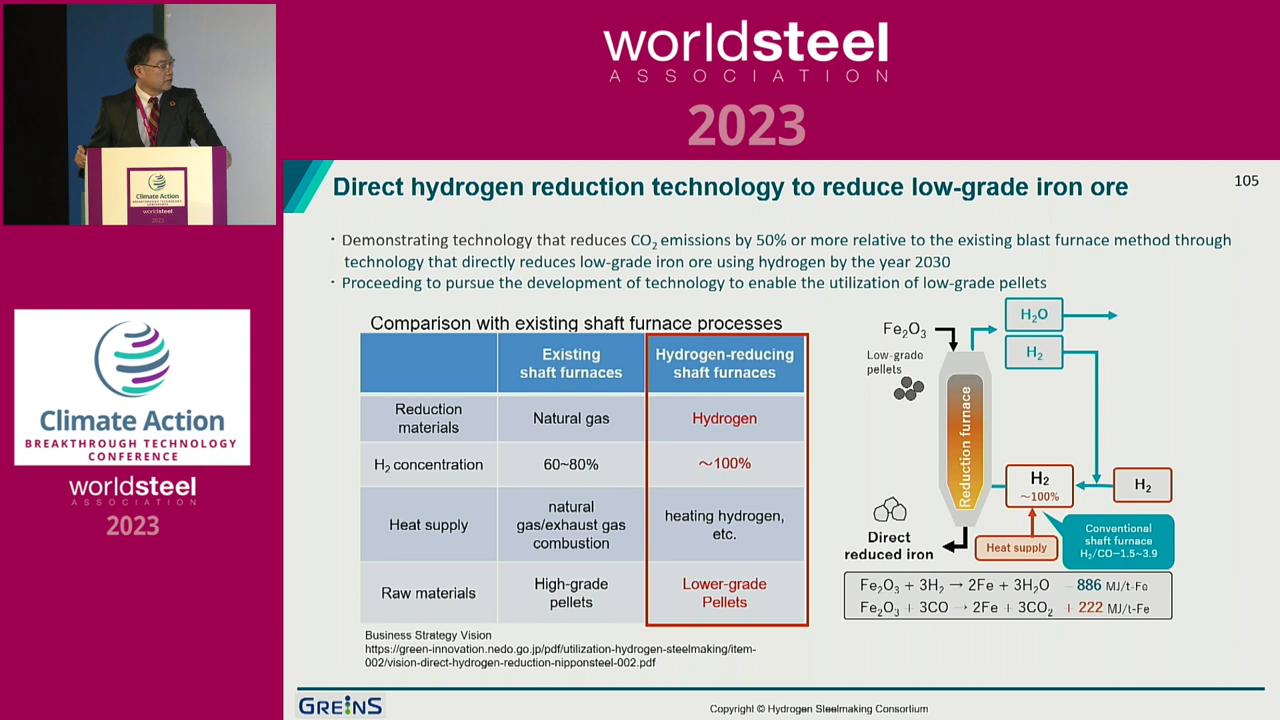 worldsteel
ASSOCIATION
2023
Climate Action
BREAKTHROUGH TECHNOLOGY
CONFERENCE
worldsteel
2023
Climate Action
BREAKTHROUGH TECHNOLOGY
CONFERENCE
worldsteel
ASSOCIATION
2023
Direct hydrogen reduction technology to reduce low-grade iron ore
105
・Demonstrating technology that reduces CO₂ emissions by 50% or more relative to the existing blast furnace method through
technology that directly reduces low-grade iron ore using hydrogen by the year 2030
・Proceeding to pursue the development of technology to enable the utilization of low-grade pellets
Comparison with existing shaft furnace processes
Existing
shaft furnaces
Hydrogen-reducing
shaft furnaces
Reduction
materials
Natural gas
Hydrogen
H₂ concentration
60~80%
～100%
Heat supply
natural
gas/exhaust gas
combustion
heating hydrogen,
etc.
Raw materials
High-grade
pellets
Lower-grade
Pellets
Business Strategy Vision
https://green-innovation.nedo.go.jp/pdf/utilization-hydrogen-steelmaking/item-
002/vision-direct-hydrogen-reduction-nipponsteel-002.pdf
Fe₂O₃
Low-grade
pellets
H₂O
H₂
Reduction furnace
H₂
～100%
H₂
Direct
reduced iron
Heat supply
Conventional
shaft furnace
H₂/CO=1.5~3.9
Fe₂O₃ + 3H₂ → 2Fe + 3H₂O － 886 MJ/t-Fe
Fe₂O₃ + 3CO → 2Fe + 3CO₂ + 222 MJ/t-Fe
GREINS
Copyright © Hydrogen Steelmaking Consortium